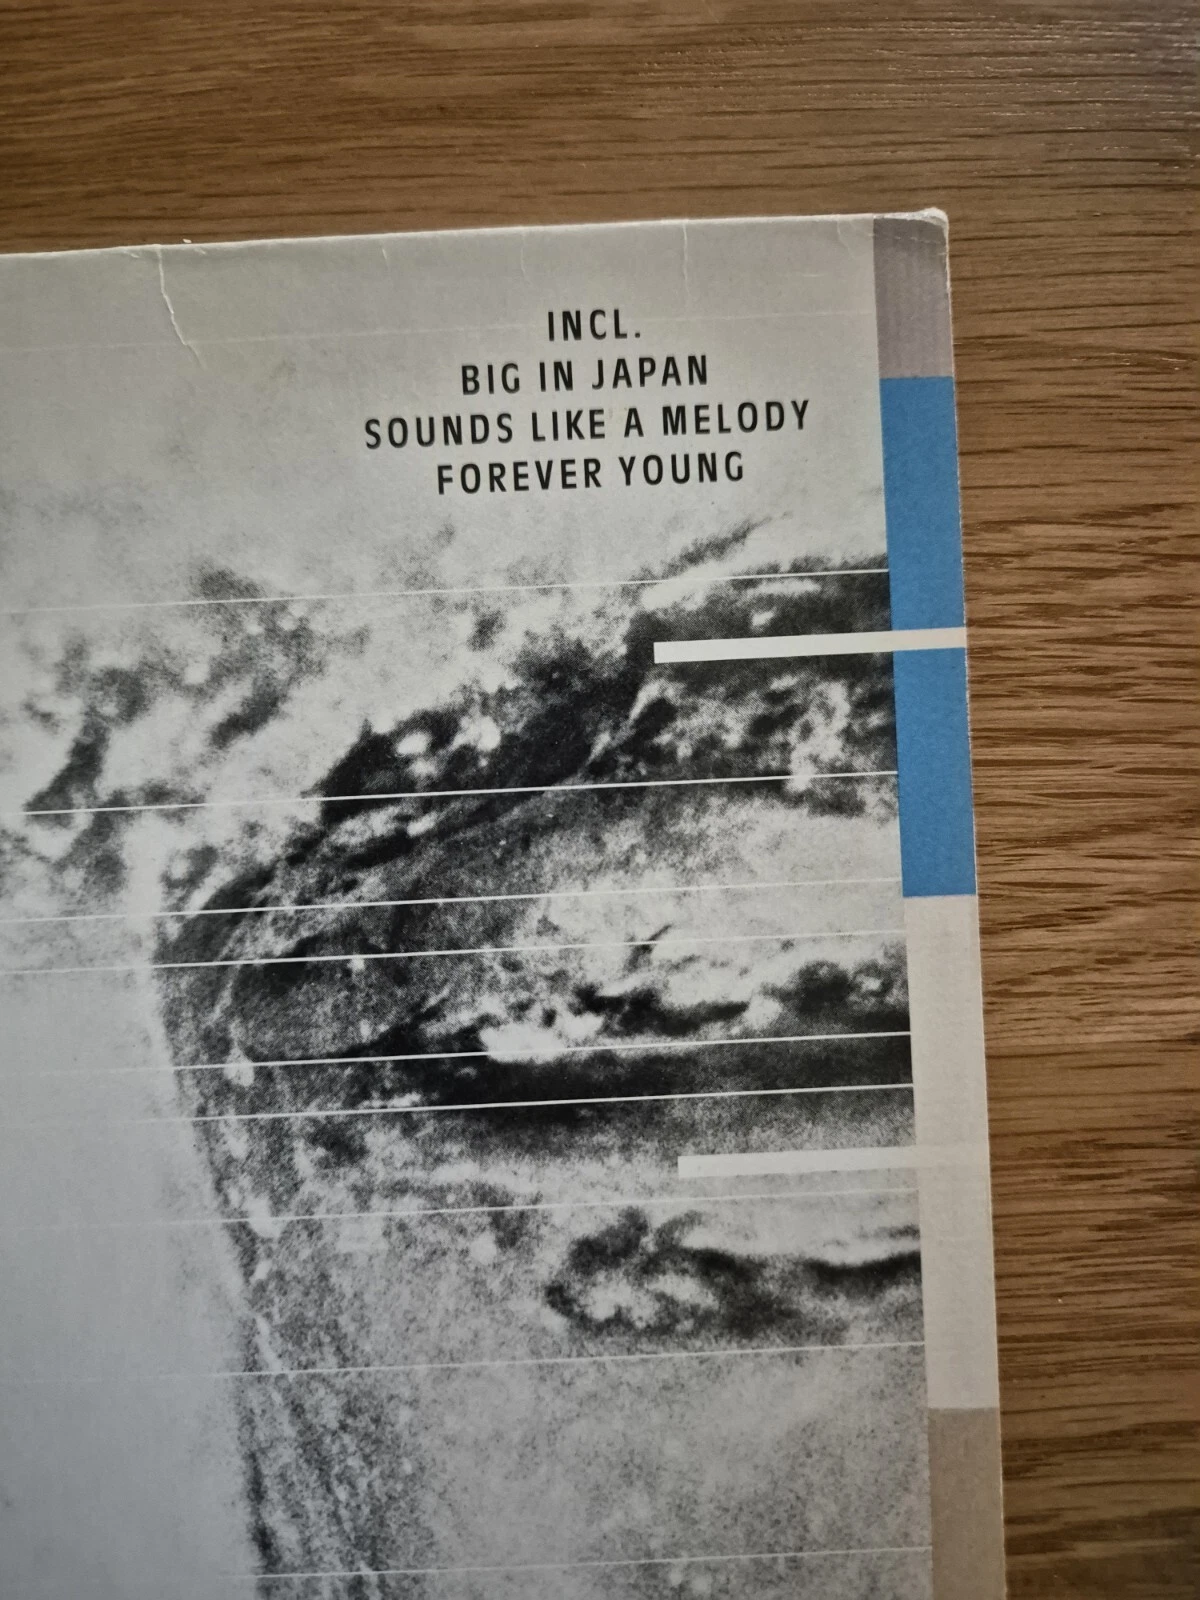 INCL.
BIG IN JAPAN
SOUNDS LIKE A MELODY
FOREVER YOUNG